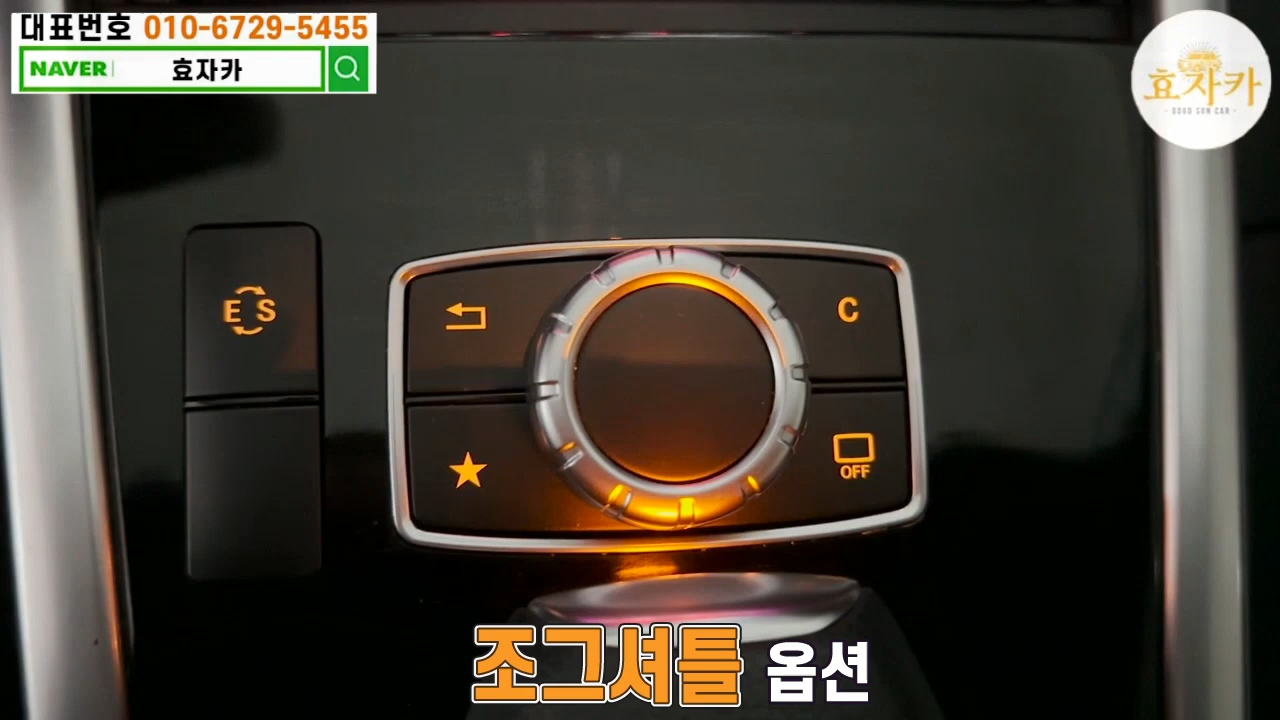 대표번호 010-6729-5455
NAVER 효자카
효자카
GOOD SUN CAR
E S
C
OFF
조그셔틀 옵션